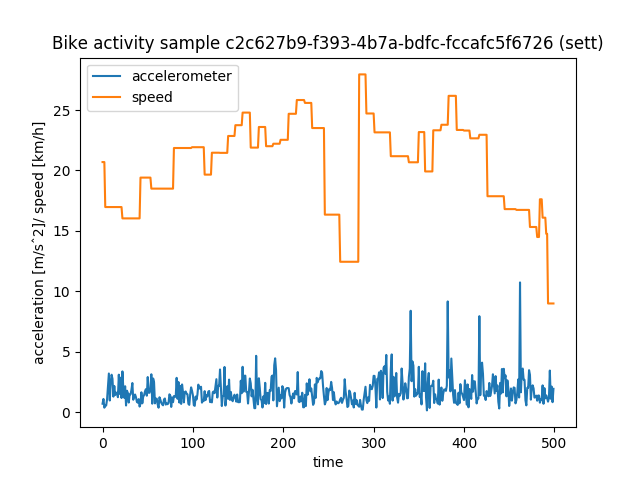 Bike activity sample c2c627b9-f393-4b7a-bdfc-fccafc5f6726 (sett)
accelerometer
speed
acceleration [m/s^2]/ speed [km/h]
25
20
15
10
5
0
0 100 200 300 400 500
time